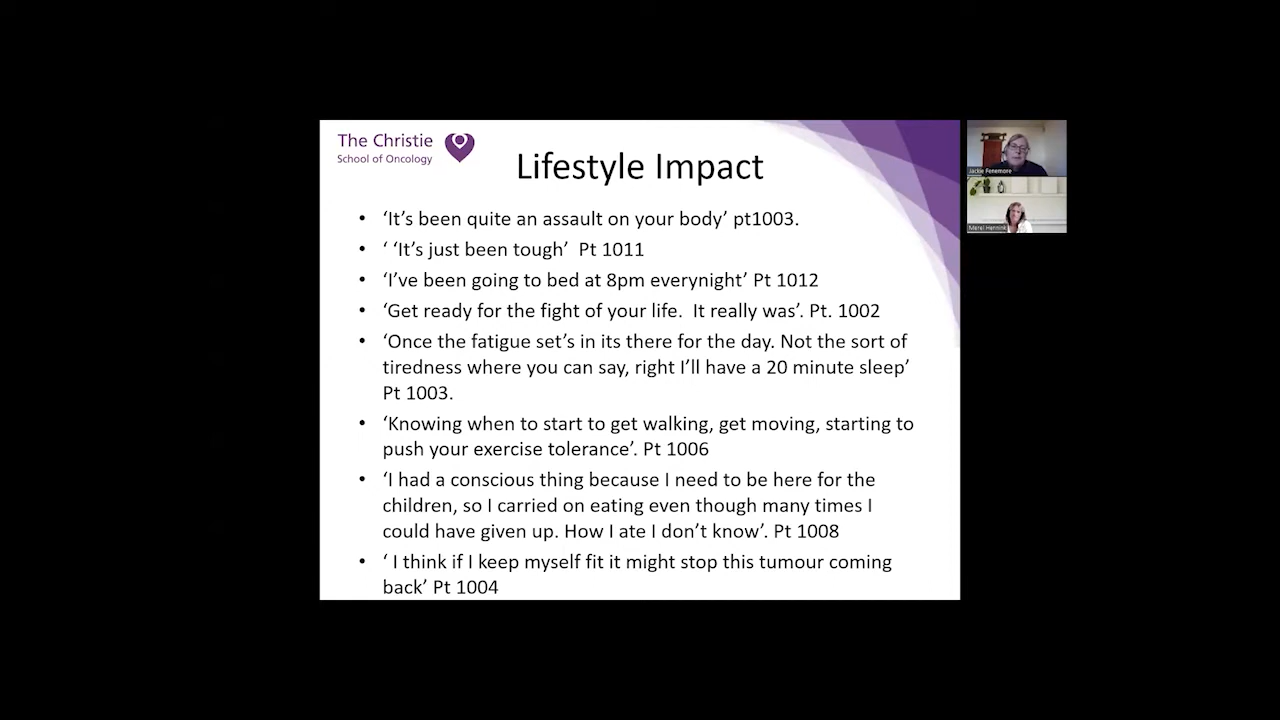 The Christie
School of Oncology
Lifestyle Impact
• ‘It’s been quite an assault on your body’ pt1003.
• ‘ ‘It’s just been tough’  Pt 1011
• ‘I’ve been going to bed at 8pm everynight’ Pt 1012
• ‘Get ready for the fight of your life.  It really was’. Pt. 1002
• ‘Once the fatigue set’s in its there for the day. Not the sort of
tiredness where you can say, right I’ll have a 20 minute sleep’
Pt 1003.
• ‘Knowing when to start to get walking, get moving, starting to
push your exercise tolerance’. Pt 1006
• ‘I had a conscious thing because I need to be here for the
children, so I carried on eating even though many times I
could have given up. How I ate I don’t know’. Pt 1008
• ‘ I think if I keep myself fit it might stop this tumour coming
back’ Pt 1004
Jackie Fenemore
Merel Hennink